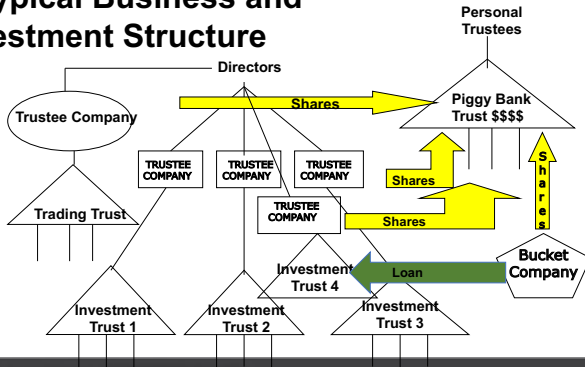 ypical Business and
estment Structure
Personal
Trustees
Directors
Shares
Piggy Bank
Trust $$$$
Trustee Company
TRUSTEE
COMPANY
TRUSTEE
COMPANY
TRUSTEE
COMPANY
Shares
Shares
TRUSTEE
COMPANY
Trading Trust
Shares
Bucket
Company
Investment
Trust 4
Loan
Investment
Trust 1
Investment
Trust 2
Investment
Trust 3